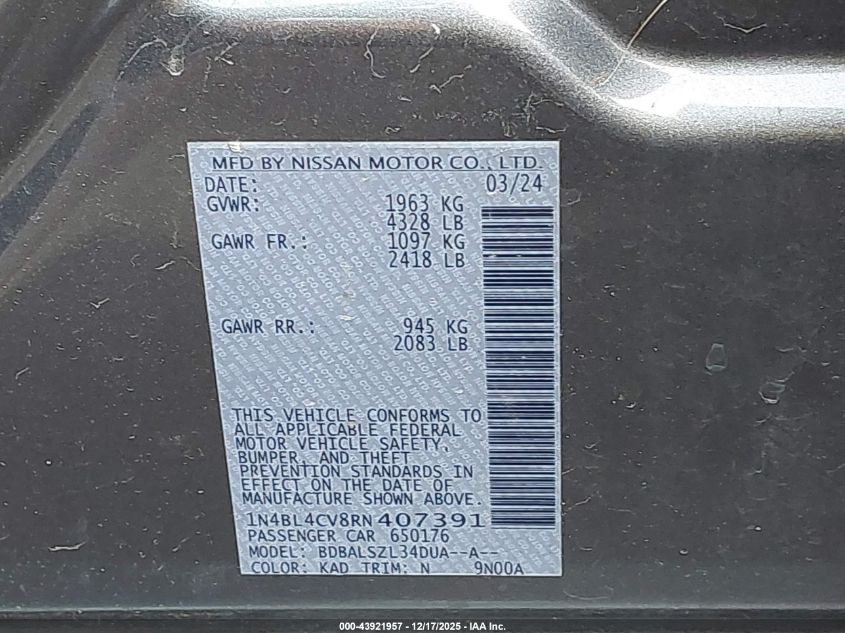 MFD BY NISSAN MOTOR CO., LTD.
DATE: 03/24
GVWR: 1963 KG
4328 LB
GAWR FR.: 1097 KG
2418 LB
GAWR RR.: 945 KG
2083 LB
THIS VEHICLE CONFORMS TO
ALL APPLICABLE FEDERAL
MOTOR VEHICLE SAFETY,
BUMPER, AND THEFT
PREVENTION STANDARDS IN
EFFECT ON THE DATE OF
MANUFACTURE SHOWN ABOVE.
1N4BL4CV8RN407391
PASSENGER CAR 650176
MODEL: BDBALSZL34DUA--A--
COLOR: KAD TRIM: N 9N00A
000-43921957 - 12/17/2025 - IAA Inc.